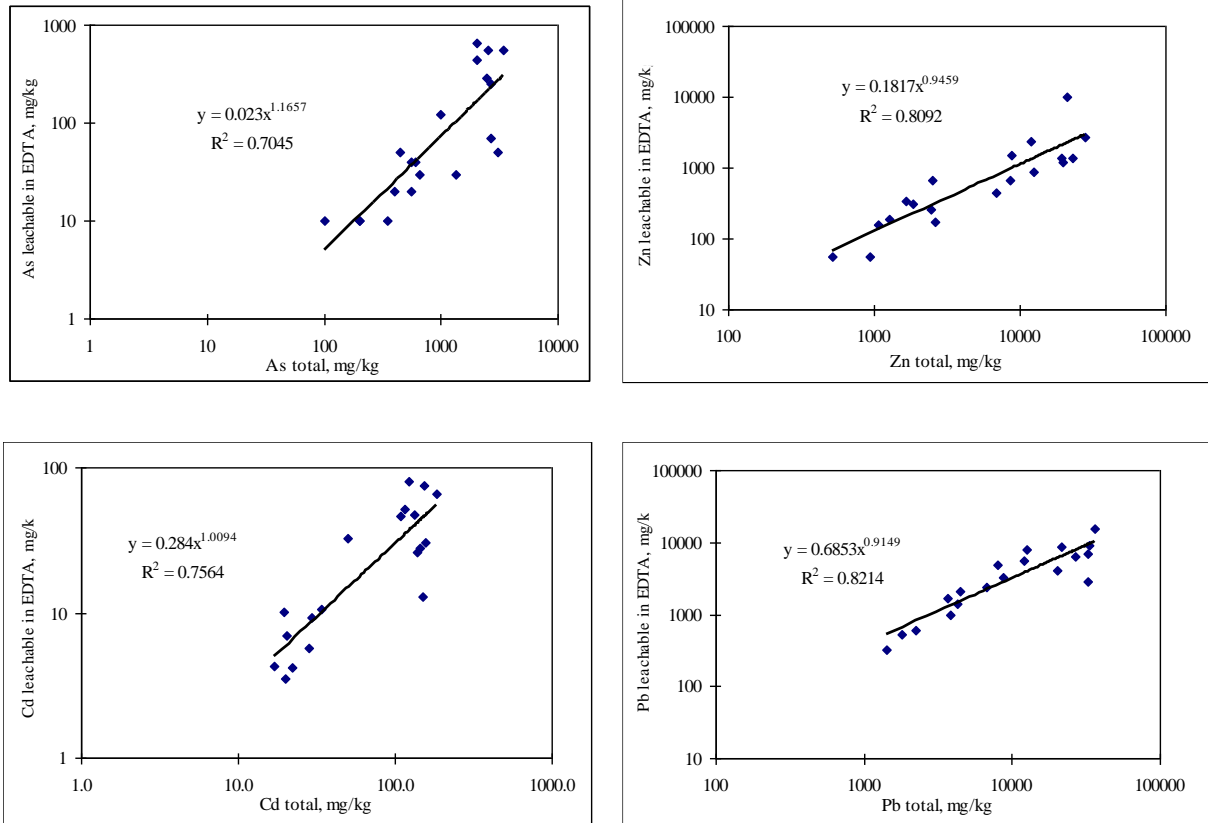 1000
100
10
1
1
10
100
1000
10000
As leachable in EDTA, mg/kg
As total, mg/kg
y = 0.023x^1.1657
R² = 0.7045
100000
10000
1000
100
10
100
1000
10000
100000
Zn leachable in EDTA, mg/k
Zn total, mg/kg
y = 0.1817x^0.9459
R² = 0.8092
100
10
1
1.0
10.0
100.0
1000.0
Cd leachable in EDTA, mg/k
Cd total, mg/kg
y = 0.284x^1.0094
R² = 0.7564
100000
10000
1000
100
10
100
1000
10000
100000
Pb leachable in EDTA, mg/k
Pb total, mg/kg
y = 0.6853x^0.9149
R² = 0.8214